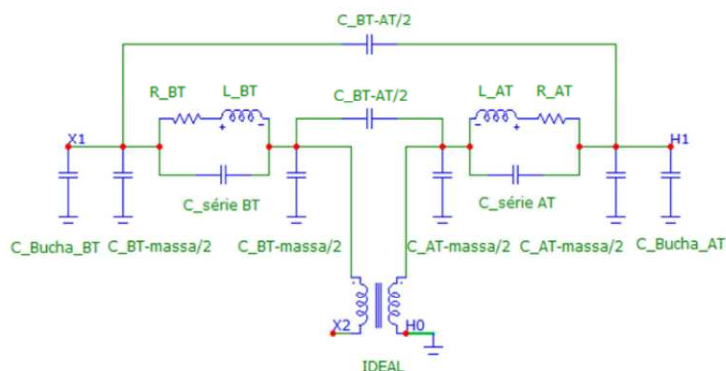 C_BT-AT/2
R_BT L_BT C_BT-AT/2 L_AT R_AT
X1 H1
C_série BT C_série AT
C_Bucha_BT C_BT-massa/2 C_BT-massa/2 C_AT-massa/2 C_AT-massa/2 C_Bucha_AT
X2 H0
IDEAL